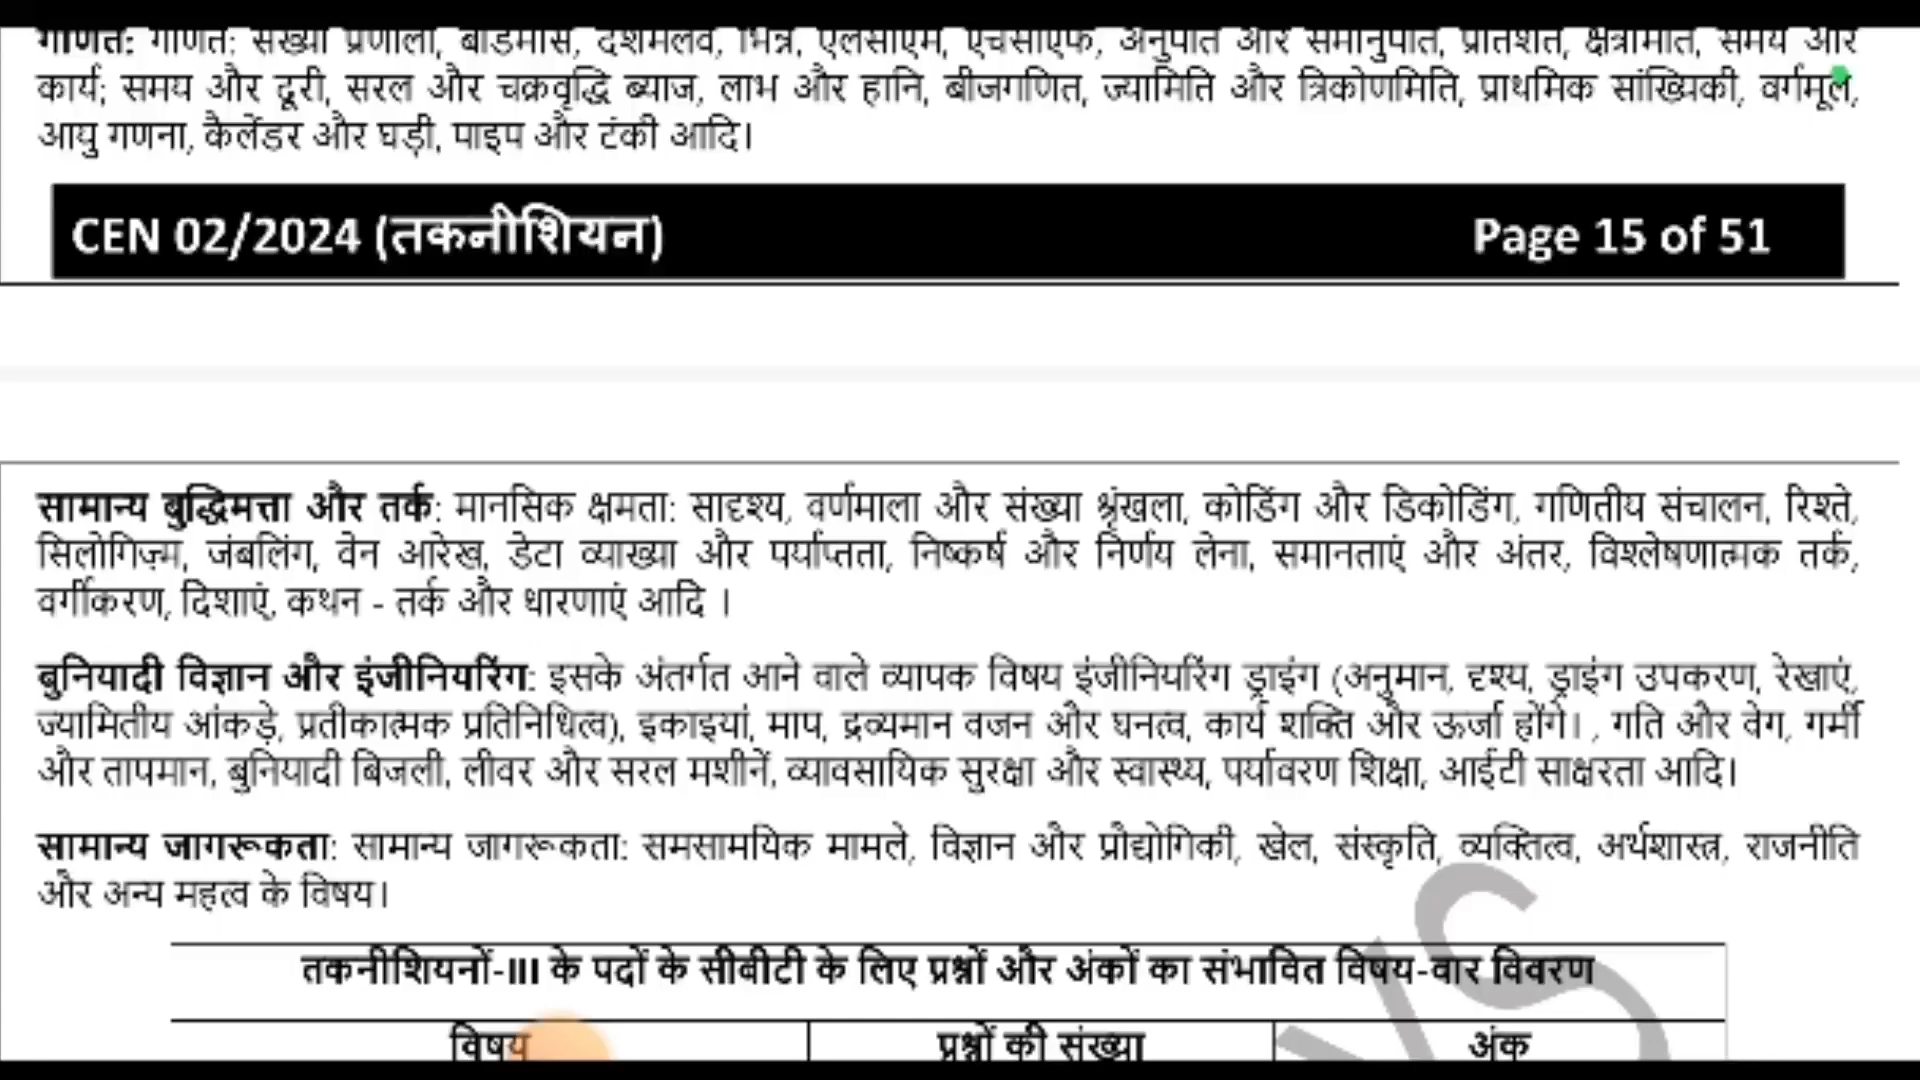 गणित: गणित: संख्या प्रणाली, बोडमास, दशमलव, भिन्न, एलसीएम, एचसीएफ, अनुपात और समानुपात, प्रतिशत, क्षेत्रमिति, समय और
कार्य; समय और दूरी, सरल और चक्रवृद्धि ब्याज, लाभ और हानि, बीजगणित, ज्यामिति और त्रिकोणमिति, प्राथमिक सांख्यिकी, वर्गमूल,
आयु गणना, कैलेंडर और घड़ी, पाइप और टंकी आदि।
CEN 02/2024 (तकनीशियन) Page 15 of 51
सामान्य बुद्धिमत्ता और तर्क: मानसिक क्षमता: सादृश्य, वर्णमाला और संख्या श्रृंखला, कोडिंग और डिकोडिंग, गणितीय संचालन, रिश्ते,
सिलोगिज़्म, जंबलिंग, वेन आरेख, डेटा व्याख्या और पर्याप्तता, निष्कर्ष और निर्णय लेना, समानताएं और अंतर, विश्लेषणात्मक तर्क,
वर्गीकरण, दिशाएं, कथन - तर्क और धारणाएं आदि ।
बुनियादी विज्ञान और इंजीनियरिंग: इसके अंतर्गत आने वाले व्यापक विषय इंजीनियरिंग ड्राइंग (अनुमान, दृश्य, ड्राइंग उपकरण, रेखाएं,
ज्यामितीय आंकड़े, प्रतीकात्मक प्रतिनिधित्व), इकाइयां, माप, द्रव्यमान वजन और घनत्व, कार्य शक्ति और ऊर्जा होंगे। , गति और वेग, गर्मी
और तापमान, बुनियादी बिजली, लीवर और सरल मशीनें, व्यावसायिक सुरक्षा और स्वास्थ्य, पर्यावरण शिक्षा, आईटी साक्षरता आदि।
सामान्य जागरूकता: सामान्य जागरूकता: समसामयिक मामले, विज्ञान और प्रौद्योगिकी, खेल, संस्कृति, व्यक्तित्व, अर्थशास्त्र, राजनीति
और अन्य महत्व के विषय।
तकनीशियनों-III के पदों के सीवीटी के लिए प्रश्नों और अंकों का संभावित विषय-वार विवरण
विषय प्रश्नों की संख्या अंक